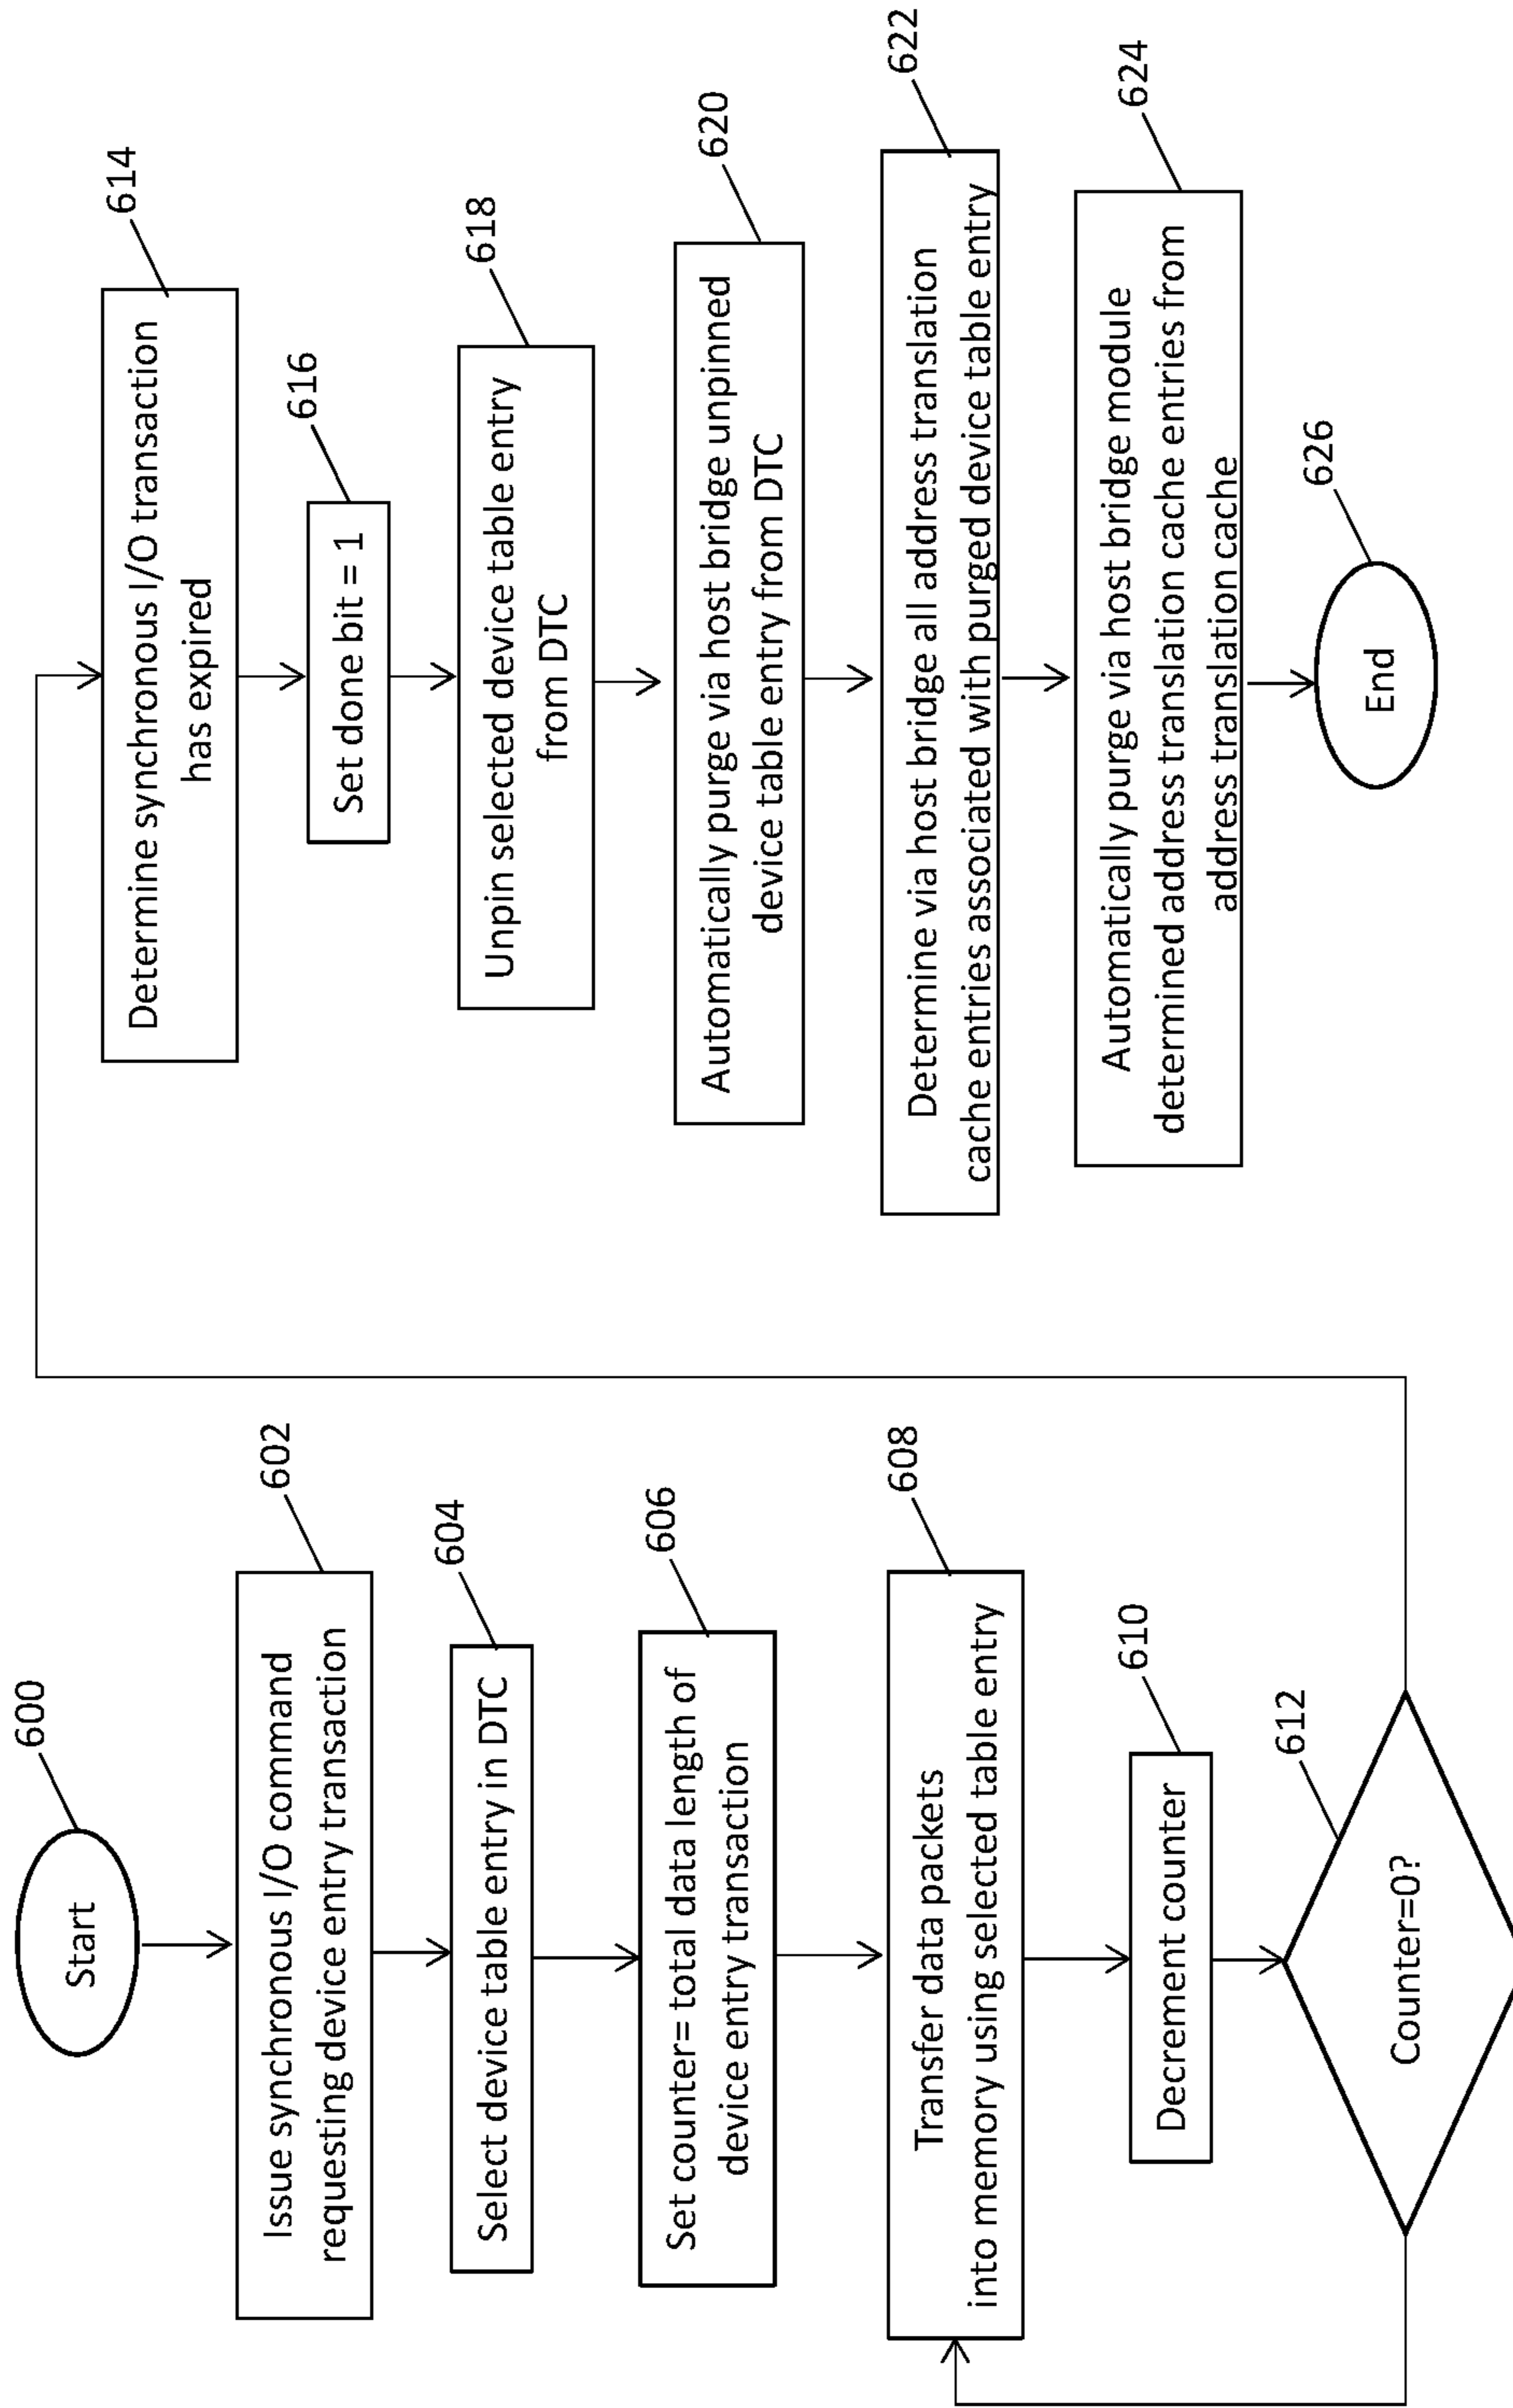 600
Start
602
Issue synchronous I/O command
requesting device entry transaction
604
Select device table entry in DTC
606
Set counter= total data length of
device entry transaction
608
Transfer data packets
into memory using selected table entry
610
Decrement counter
612
Counter=0?
614
Determine synchronous I/O transaction
has expired
616
Set done bit = 1
618
Unpin selected device table entry
from DTC
620
Automatically purge via host bridge unpinned
device table entry from DTC
622
Determine via host bridge all address translation
cache entries associated with purged device table entry
624
Automatically purge via host bridge module
determined address translation cache entries from
address translation cache
626
End